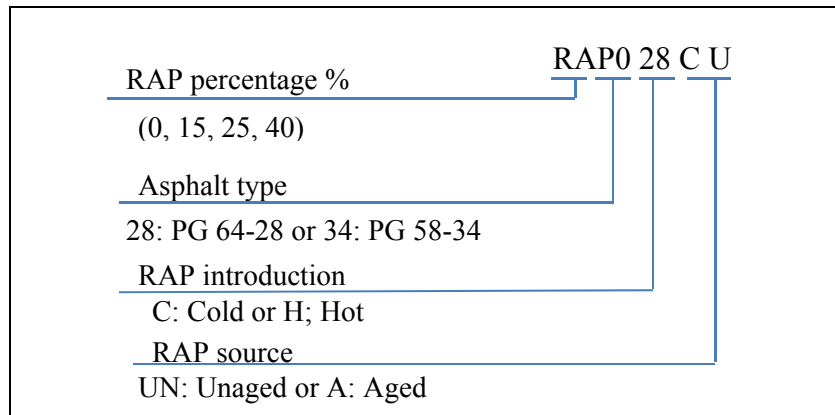 RAP0 28 C U
RAP percentage %
(0, 15, 25, 40)
Asphalt type
28: PG 64-28 or 34: PG 58-34
RAP introduction
C: Cold or H; Hot
RAP source
UN: Unaged or A: Aged